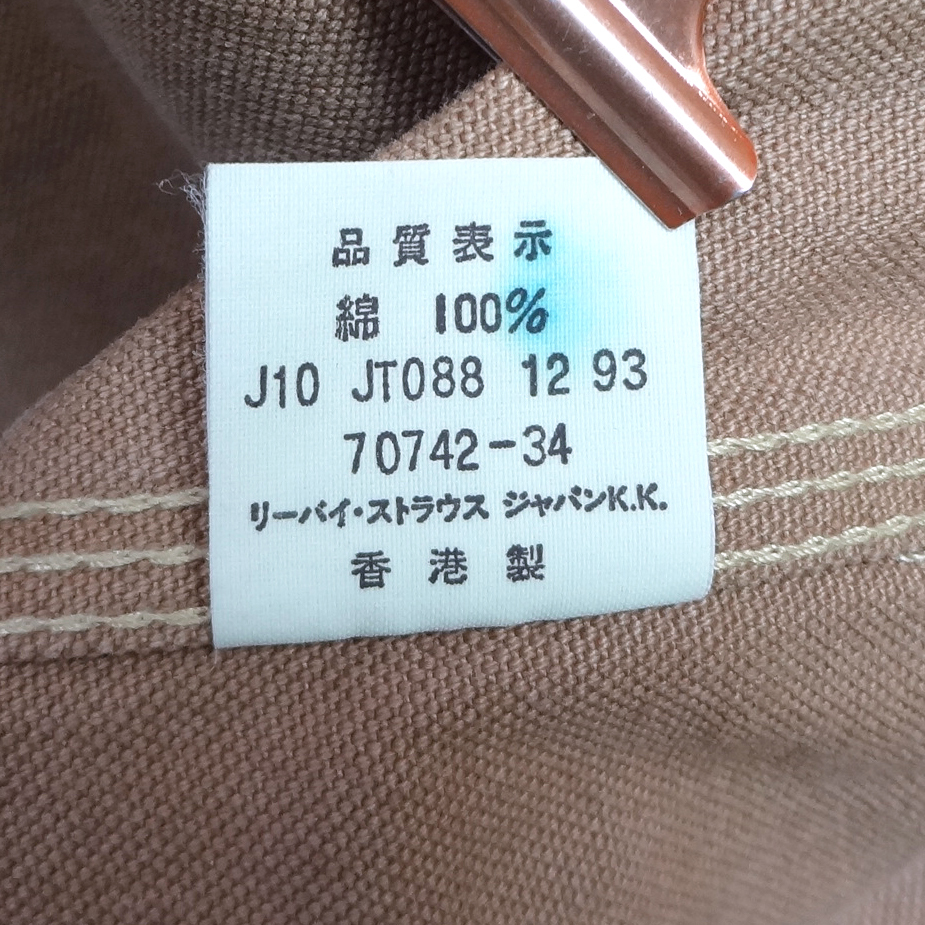 品質表示
綿 100%
J10 JT088 12 93
70742-34
リーバイ・ストラウス ジャパンK.K.
香港製